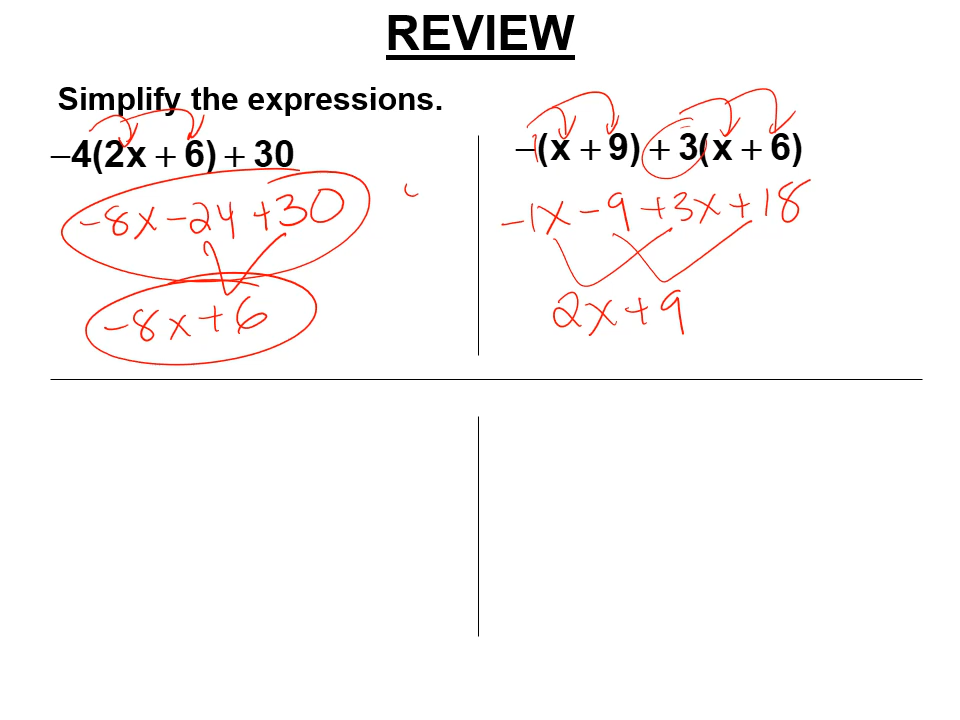 REVIEW
Simplify the expressions.
−4(2x + 6) + 30
-8x - 24 + 30
-8x + 6
−1(x + 9) + 3(x + 6)
-1x - 9 + 3x + 18
2x + 9